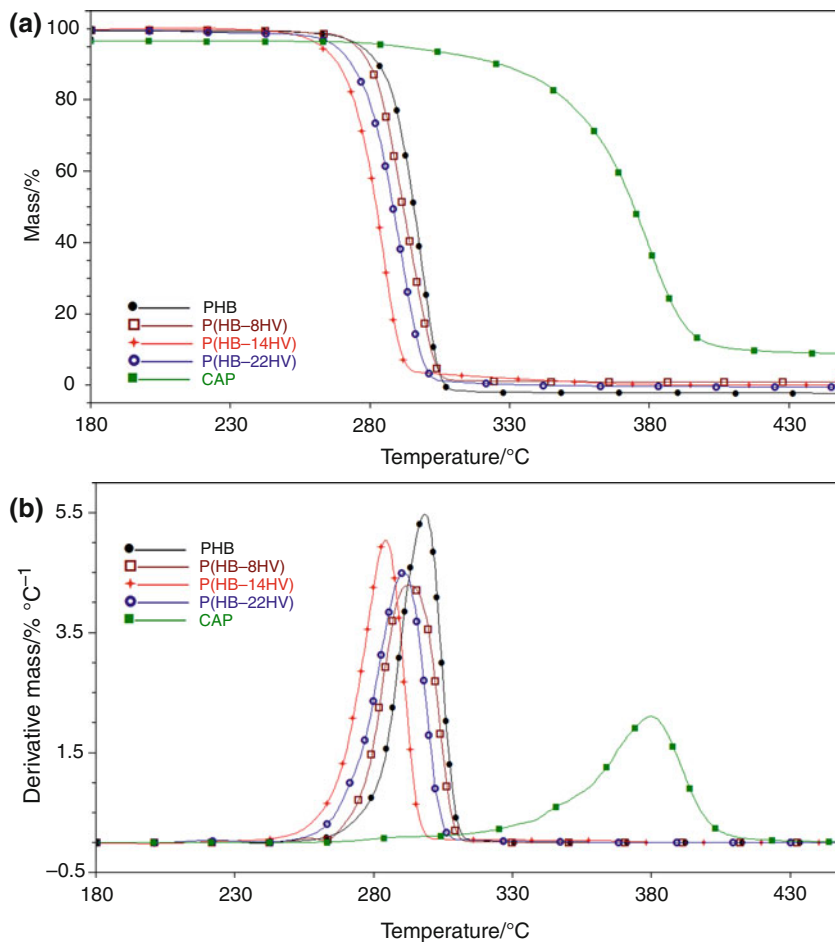 (a)
100
80
60
40
20
0
Mass/%
PHB
P(HB–8HV)
P(HB–14HV)
P(HB–22HV)
CAP
180 230 280 330 380 430
Temperature/°C
(b)
5.5
3.5
1.5
–0.5
Derivative mass/% °C⁻¹
PHB
P(HB–8HV)
P(HB–14HV)
P(HB–22HV)
CAP
180 230 280 330 380 430
Temperature/°C